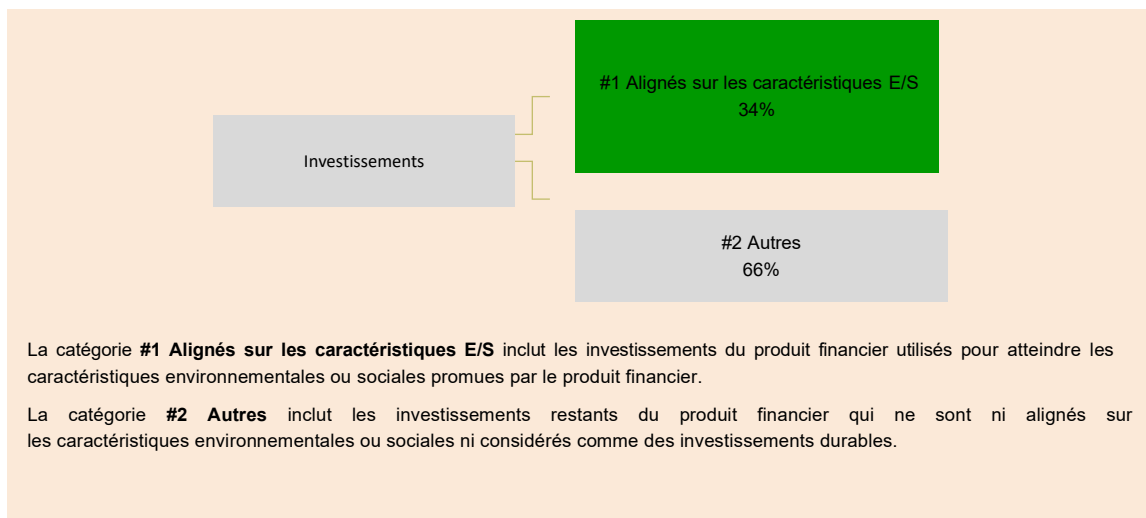 #1 Alignés sur les caractéristiques E/S
34%
Investissements
#2 Autres
66%
La catégorie #1 Alignés sur les caractéristiques E/S inclut les investissements du produit financier utilisés pour atteindre les
caractéristiques environnementales ou sociales promues par le produit financier.
La catégorie #2 Autres inclut les investissements restants du produit financier qui ne sont ni alignés sur
les caractéristiques environnementales ou sociales ni considérés comme des investissements durables.